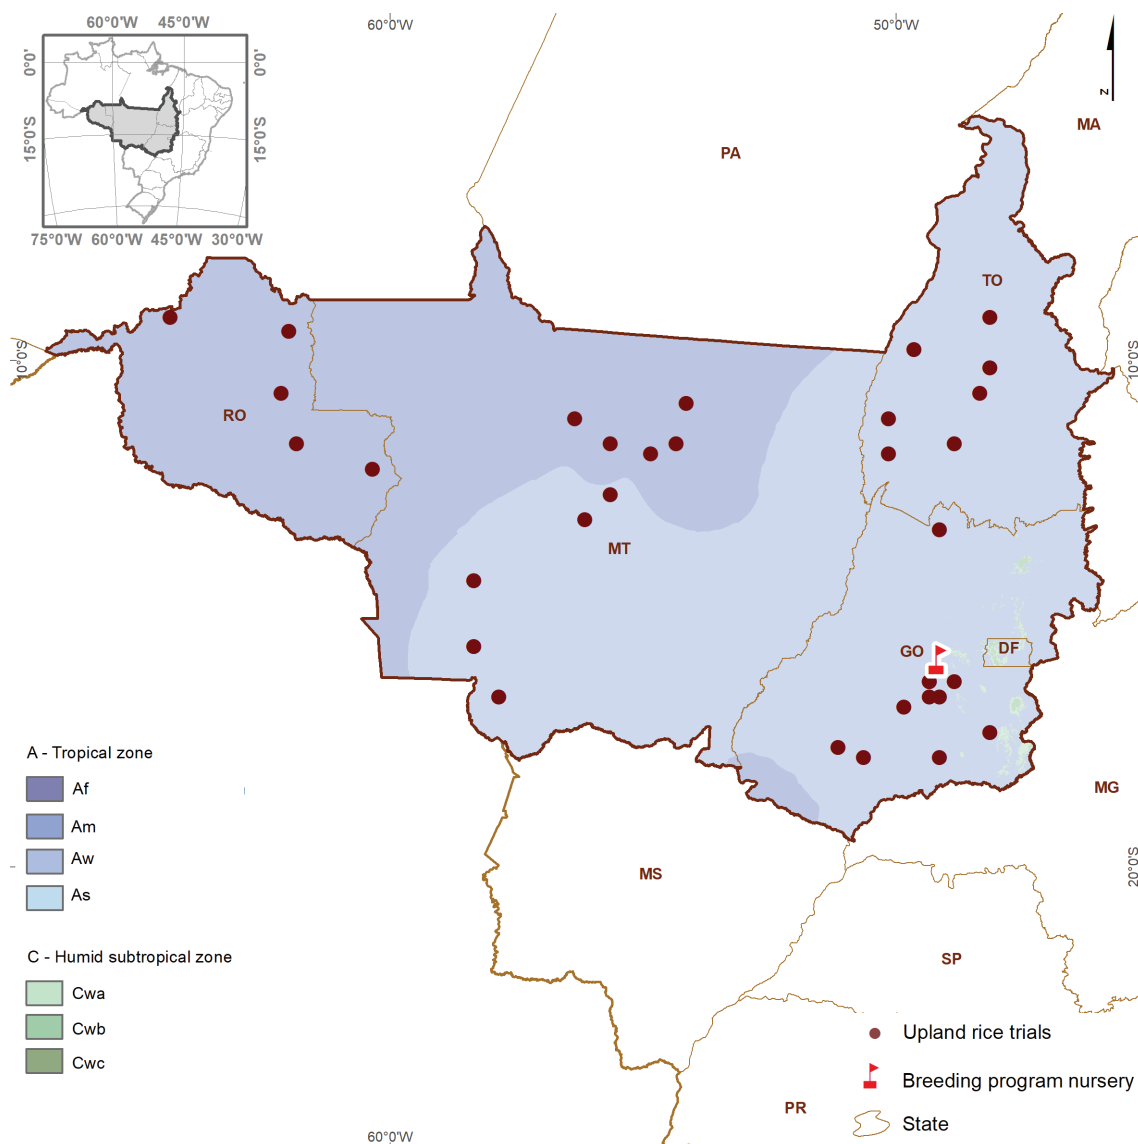 60°0'W 45°0'W
60°0'W
50°0'W
0°0'
0°0'
15°0'S
15°0'S
75°0'W 60°0'W 45°0'W 30°0'W
z
MA
PA
TO
10°0'S
10°0'S
RO
MT
GO
DF
MG
MS
SP
PR
20°0'S
A - Tropical zone
Af
Am
Aw
As
C - Humid subtropical zone
Cwa
Cwb
Cwc
Upland rice trials
Breeding program nursery
State
60°0'W